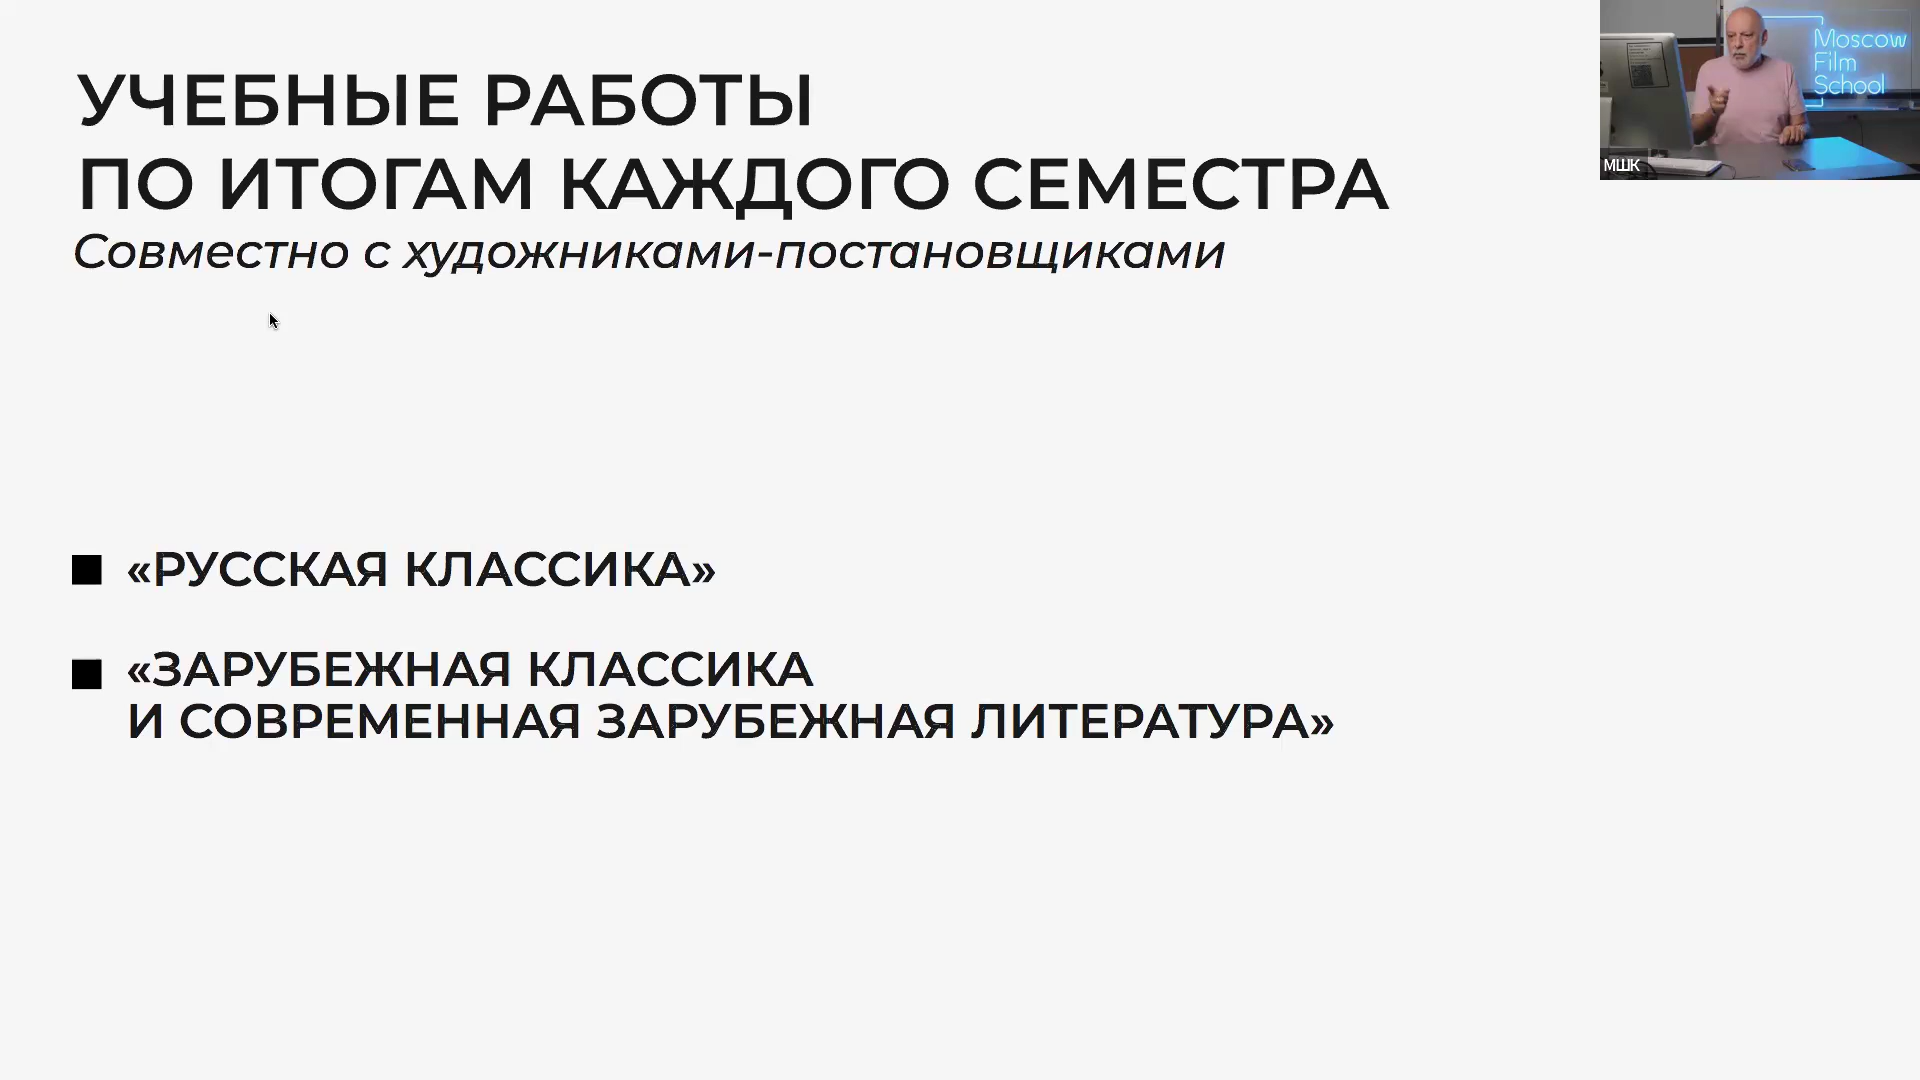 УЧЕБНЫЕ РАБОТЫ
ПО ИТОГАМ КАЖДОГО СЕМЕСТРА
Совместно с художниками-постановщиками
Moscow
Film
School
МШК
«РУССКАЯ КЛАССИКА»
«ЗАРУБЕЖНАЯ КЛАССИКА
И СОВРЕМЕННАЯ ЗАРУБЕЖНАЯ ЛИТЕРАТУРА»